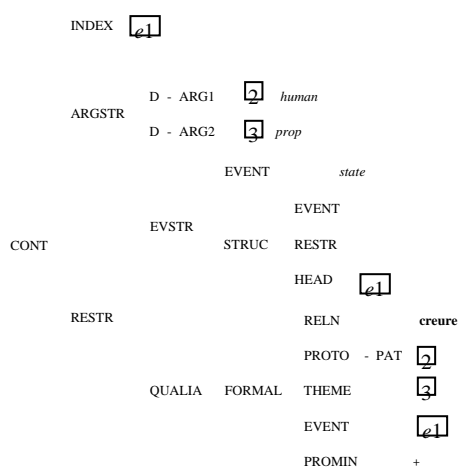 INDEX e1
D - ARG1 2 human
ARGSTR
D - ARG2 3 prop
EVENT state
EVENT
EVSTR
STRUC RESTR
CONT
HEAD e1
RESTR
RELN creure
PROTO - PAT 2
QUALIA FORMAL THEME 3
EVENT e1
PROMIN +